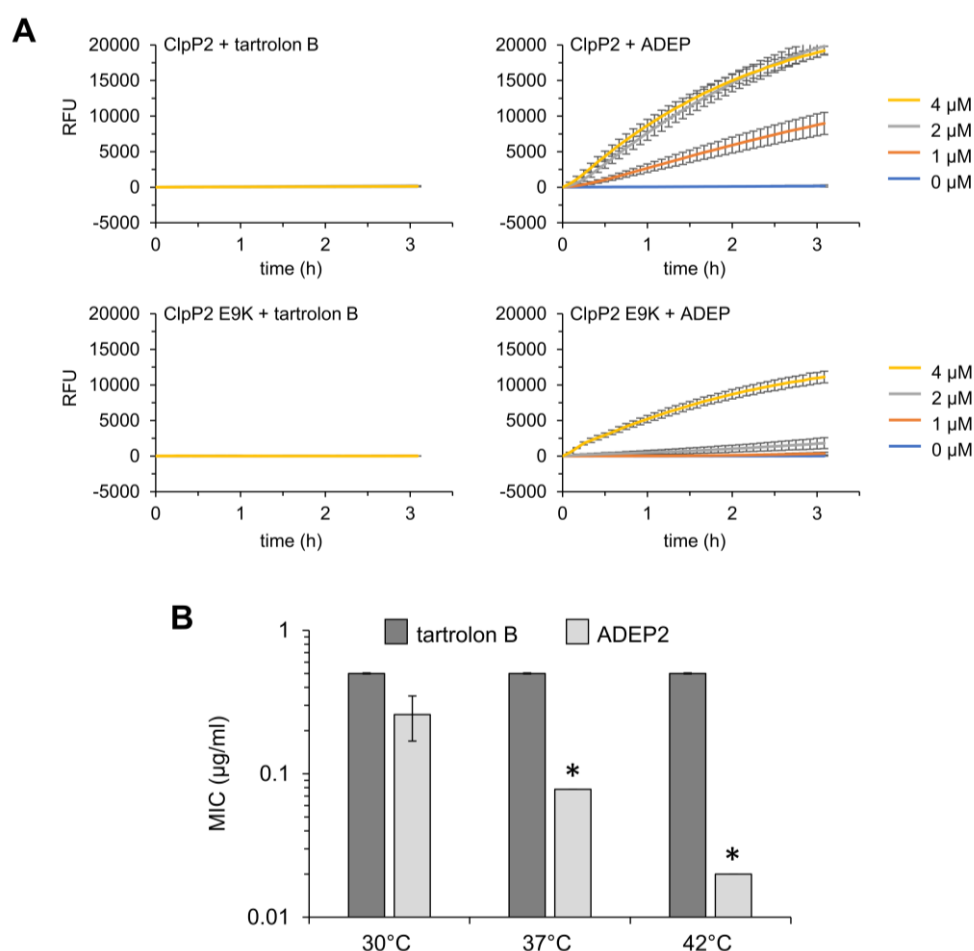 A
ClpP2 + tartrolon B
RFU
20000
15000
10000
5000
0
-5000
0 1 2 3
time (h)
ClpP2 + ADEP
20000
15000
10000
5000
0
-5000
0 1 2 3
time (h)
4 µM
2 µM
1 µM
0 µM
ClpP2 E9K + tartrolon B
RFU
20000
15000
10000
5000
0
-5000
0 1 2 3
time (h)
ClpP2 E9K + ADEP
20000
15000
10000
5000
0
-5000
0 1 2 3
time (h)
4 µM
2 µM
1 µM
0 µM
B
tartrolon B ADEP2
MIC (µg/ml)
1
0.1
0.01
* *
30°C 37°C 42°C